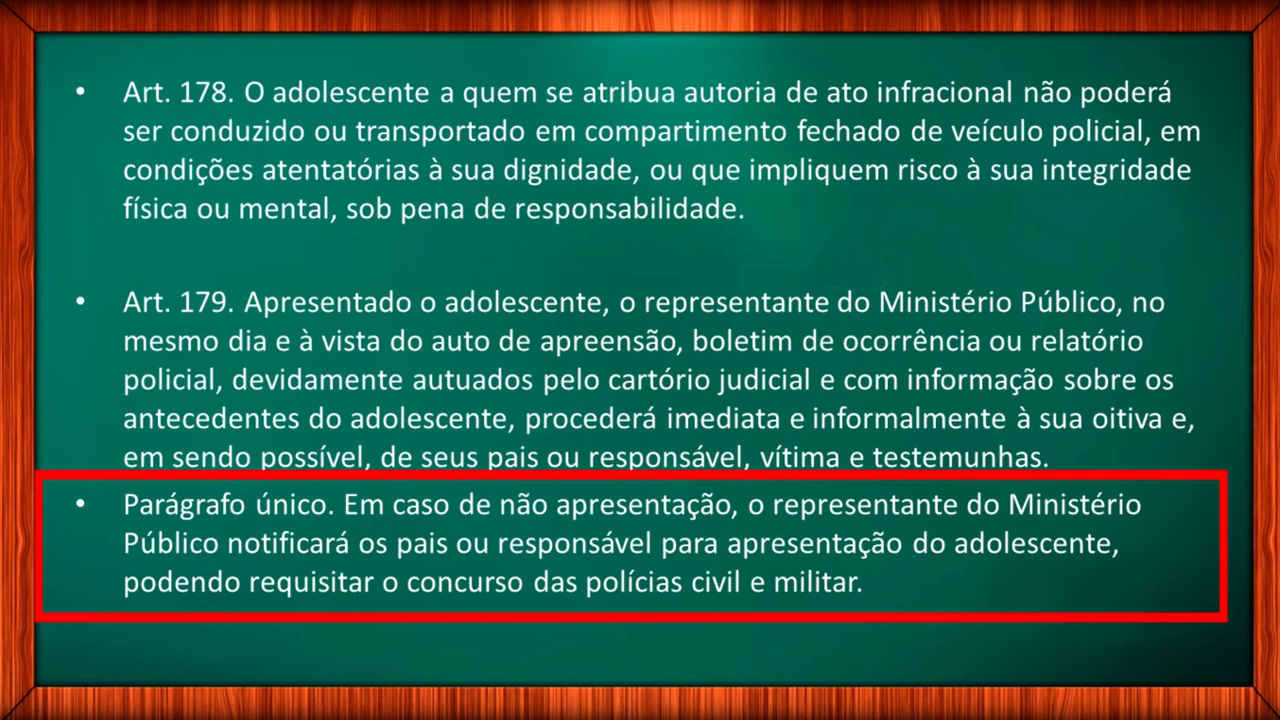 • Art. 178. O adolescente a quem se atribua autoria de ato infracional não poderá
ser conduzido ou transportado em compartimento fechado de veículo policial, em
condições atentatórias à sua dignidade, ou que impliquem risco à sua integridade
física ou mental, sob pena de responsabilidade.
• Art. 179. Apresentado o adolescente, o representante do Ministério Público, no
mesmo dia e à vista do auto de apreensão, boletim de ocorrência ou relatório
policial, devidamente autuados pelo cartório judicial e com informação sobre os
antecedentes do adolescente, procederá imediata e informalmente à sua oitiva e,
em sendo possível, de seus pais ou responsável, vítima e testemunhas.
• Parágrafo único. Em caso de não apresentação, o representante do Ministério
Público notificará os pais ou responsável para apresentação do adolescente,
podendo requisitar o concurso das polícias civil e militar.